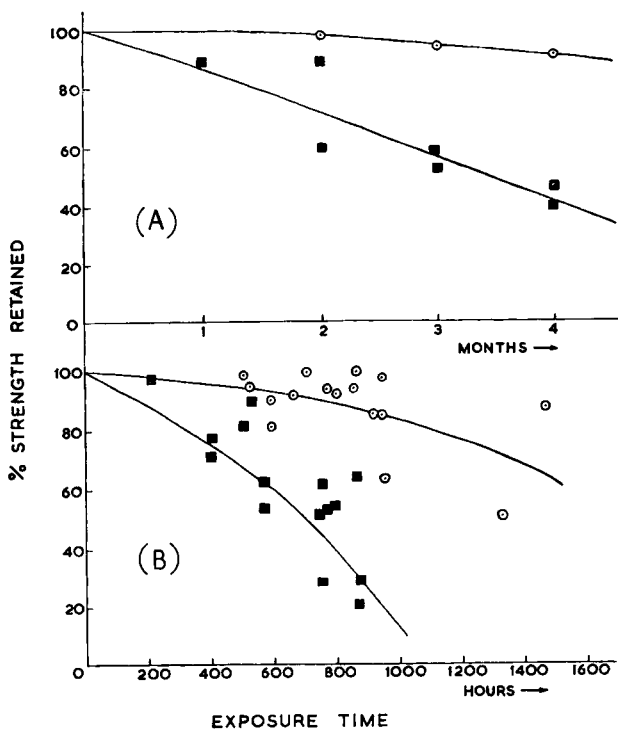 100
80
60
40
20
0
(A)
1 2 3 4
MONTHS →
% STRENGTH RETAINED
100
80
60
40
20
(B)
0 200 400 600 800 1000 1200 1400 1600
HOURS →
EXPOSURE TIME